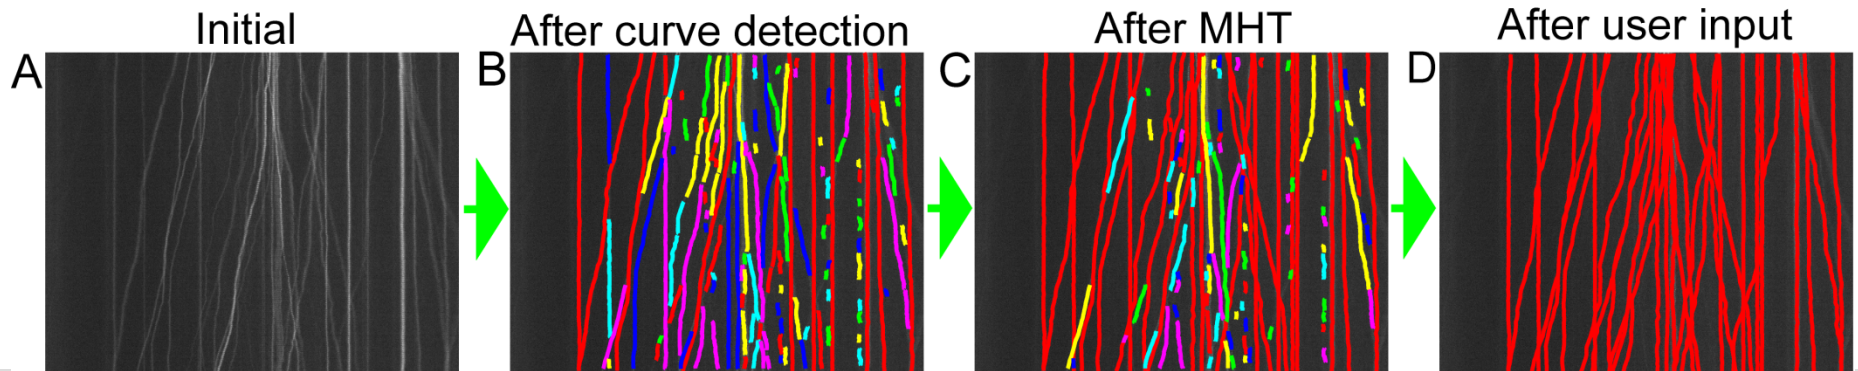 Initial
After curve detection
After MHT
After user input
A
B
C
D